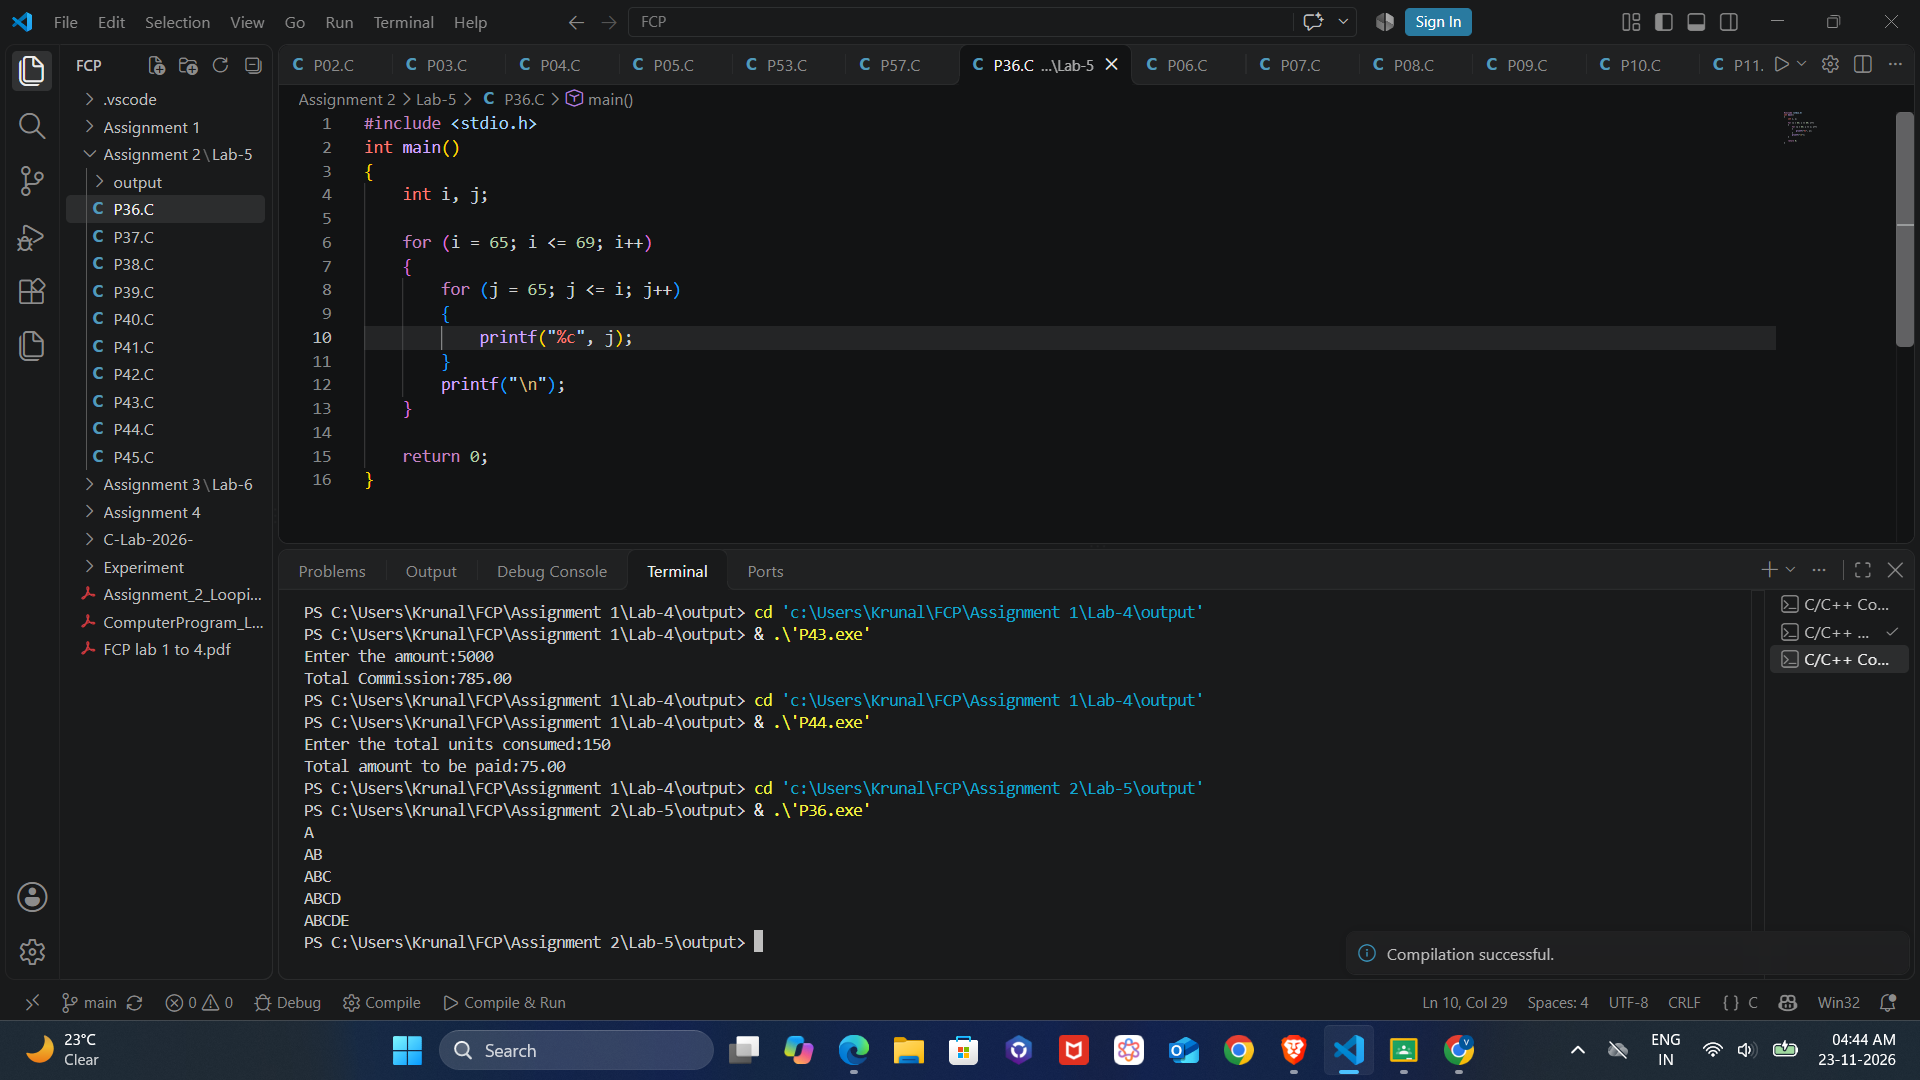 File Edit Selection View Go Run Terminal Help FCP Sign In
FCP
P02.C P03.C P04.C P05.C P53.C P57.C P36.C ...\Lab-5 P06.C P07.C P08.C P09.C P10.C P11.
Assignment 2 > Lab-5 > C P36.C > main()
.vscode
Assignment 1
Assignment 2\Lab-5
output
P36.C
P37.C
P38.C
P39.C
P40.C
P41.C
P42.C
P43.C
P44.C
P45.C
Assignment 3\Lab-6
Assignment 4
C-Lab-2026-
Experiment
Assignment_2_Loopi...
ComputerProgram_L...
FCP lab 1 to 4.pdf
1 #include <stdio.h>
2 int main()
3 {
4 int i, j;
5
6 for (i = 65; i <= 69; i++)
7 {
8 for (j = 65; j <= i; j++)
9 {
10 printf("%c", j);
11 }
12 printf("\n");
13 }
14
15 return 0;
16 }
Problems Output Debug Console Terminal Ports
PS C:\Users\Krunal\FCP\Assignment 1\Lab-4\output> cd 'c:\Users\Krunal\FCP\Assignment 1\Lab-4\output'
PS C:\Users\Krunal\FCP\Assignment 1\Lab-4\output> & .\'P43.exe'
Enter the amount:5000
Total Commission:785.00
PS C:\Users\Krunal\FCP\Assignment 1\Lab-4\output> cd 'c:\Users\Krunal\FCP\Assignment 1\Lab-4\output'
PS C:\Users\Krunal\FCP\Assignment 1\Lab-4\output> & .\'P44.exe'
Enter the total units consumed:150
Total amount to be paid:75.00
PS C:\Users\Krunal\FCP\Assignment 1\Lab-4\output> cd 'c:\Users\Krunal\FCP\Assignment 2\Lab-5\output'
PS C:\Users\Krunal\FCP\Assignment 2\Lab-5\output> & .\'P36.exe'
A
AB
ABC
ABCD
ABCDE
PS C:\Users\Krunal\FCP\Assignment 2\Lab-5\output>
C/C++ Co...
C/C++ ...
C/C++ Co...
Compilation successful.
main 0 0 Debug Compile Compile & Run Ln 10, Col 29 Spaces: 4 UTF-8 CRLF {} C Win32
23°C
Clear
Search
ENG
IN
04:44 AM
23-11-2026